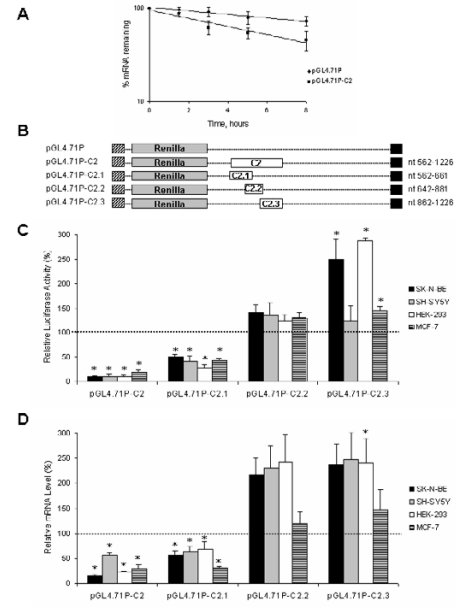 A
100
10
% mRNA remaining
0 2 4 6 8
Time, hours
pGL4.71P
pGL4.71P-C2
B
pGL4.71P Renilla
pGL4.71P-C2 Renilla C2 nt 562-1226
pGL4.71P-C2.1 Renilla C2.1 nt 562-661
pGL4.71P-C2.2 Renilla C2.2 nt 642-881
pGL4.71P-C2.3 Renilla C2.3 nt 862-1226
C
Relative Luciferase Activity (%)
300
250
200
150
100
50
0
* * * * * * * * * * *
pGL4.71P-C2 pGL4.71P-C2.1 pGL4.71P-C2.2 pGL4.71P-C2.3
SK-N-BE
SH-SY5Y
HEK-293
MCF-7
D
Relative mRNA Level (%)
300
250
200
150
100
50
0
* * * * * * * * *
pGL4.71P-C2 pGL4.71P-C2.1 pGL4.71P-C2.2 pGL4.71P-C2.3
SK-N-BE
SH-SY5Y
HEK-293
MCF-7